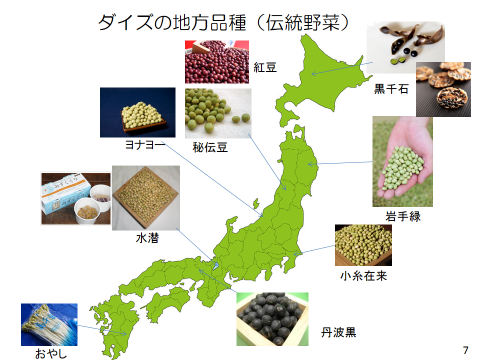 ダイズの地方品種（伝統野菜）
紅豆
黒千石
ヨナヨー
秘伝豆
岩手緑
水潜
小糸在来
丹波黒
おやし
7